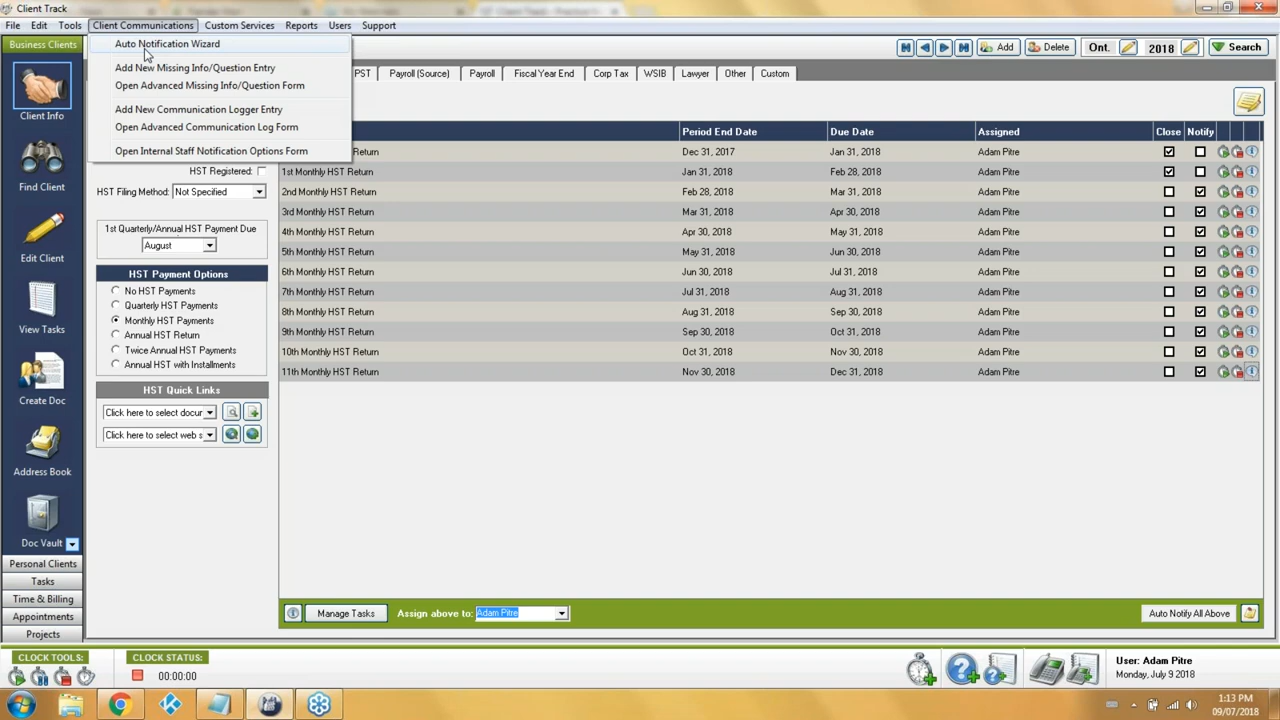 Client Track
File Edit Tools Client Communications Custom Services Reports Users Support
Business Clients
Auto Notification Wizard
Add New Missing Info/Question Entry
Open Advanced Missing Info/Question Form
Add New Communication Logger Entry
Open Advanced Communication Log Form
Open Internal Staff Notification Options Form
Add Delete Ont. 2018 Search
PST Payroll (Source) Payroll Fiscal Year End Corp Tax WSIB Lawyer Other Custom
Client Info
Find Client
Edit Client
View Tasks
Create Doc
Address Book
Doc Vault
Personal Clients
Tasks
Time & Billing
Appointments
Projects
HST Registered:
HST Filing Method: Not Specified
1st Quarterly/Annual HST Payment Due
August
HST Payment Options
No HST Payments
Quarterly HST Payments
Monthly HST Payments
Annual HST Return
Twice Annual HST Payments
Annual HST with Installments
HST Quick Links
Click here to select docur
Click here to select web s
Period End Date Due Date Assigned Close Notify
Return Dec 31, 2017 Jan 31, 2018 Adam Pitre
1st Monthly HST Return Jan 31, 2018 Feb 28, 2018 Adam Pitre
2nd Monthly HST Return Feb 28, 2018 Mar 31, 2018 Adam Pitre
3rd Monthly HST Return Mar 31, 2018 Apr 30, 2018 Adam Pitre
4th Monthly HST Return Apr 30, 2018 May 31, 2018 Adam Pitre
5th Monthly HST Return May 31, 2018 Jun 30, 2018 Adam Pitre
6th Monthly HST Return Jun 30, 2018 Jul 31, 2018 Adam Pitre
7th Monthly HST Return Jul 31, 2018 Aug 31, 2018 Adam Pitre
8th Monthly HST Return Aug 31, 2018 Sep 30, 2018 Adam Pitre
9th Monthly HST Return Sep 30, 2018 Oct 31, 2018 Adam Pitre
10th Monthly HST Return Oct 31, 2018 Nov 30, 2018 Adam Pitre
11th Monthly HST Return Nov 30, 2018 Dec 31, 2018 Adam Pitre
Manage Tasks Assign above to: Adam Pitre Auto Notify All Above
CLOCK TOOLS: CLOCK STATUS:
00:00:00
User: Adam Pitre
Monday, July 9 2018
1:13 PM
09/07/2018